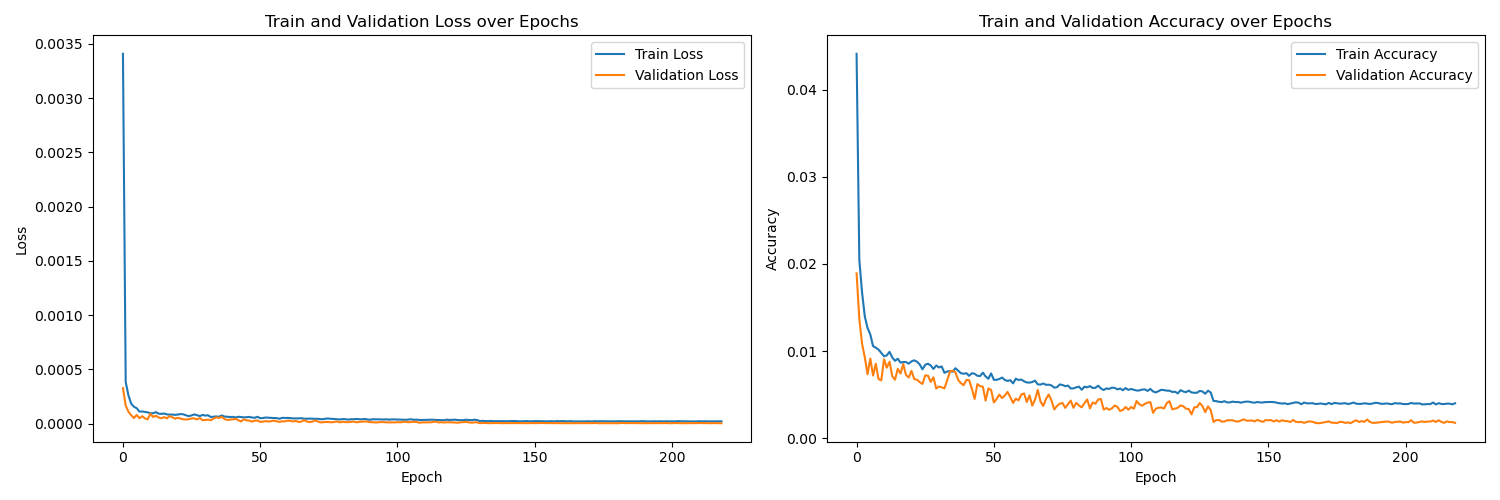 Train and Validation Loss over Epochs
Train Loss
Validation Loss
0.0035
0.0030
0.0025
0.0020
0.0015
0.0010
0.0005
0.0000
Loss
0
50
100
150
200
Epoch
Train and Validation Accuracy over Epochs
Train Accuracy
Validation Accuracy
0.04
0.03
0.02
0.01
0.00
Accuracy
0
50
100
150
200
Epoch